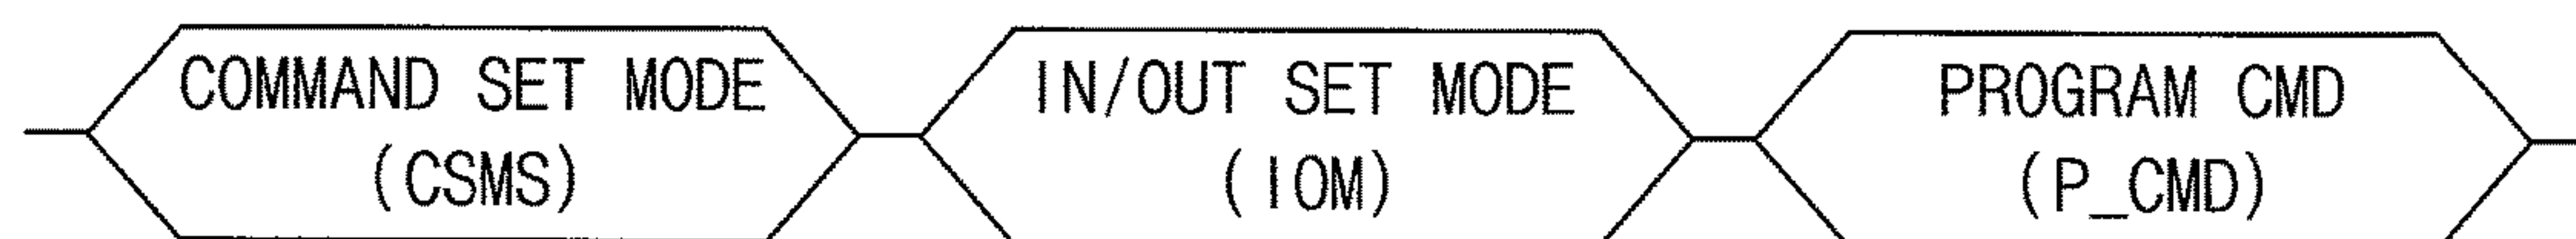 COMMAND SET MODE
(CSMS)
IN/OUT SET MODE
(IOM)
PROGRAM CMD
(P_CMD)